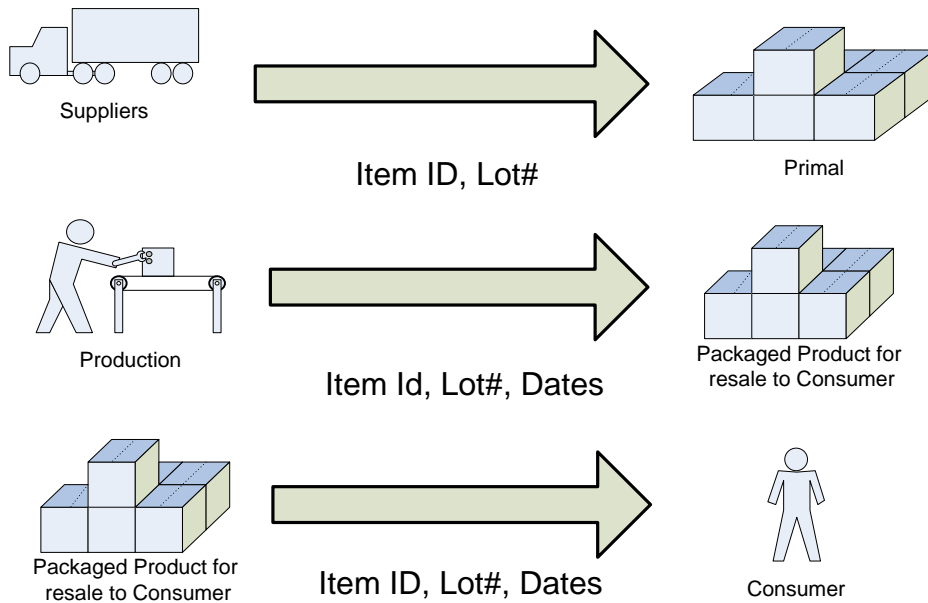 Suppliers
Item ID, Lot#
Primal
Production
Item Id, Lot#, Dates
Packaged Product for
resale to Consumer
Packaged Product for
resale to Consumer
Item ID, Lot#, Dates
Consumer